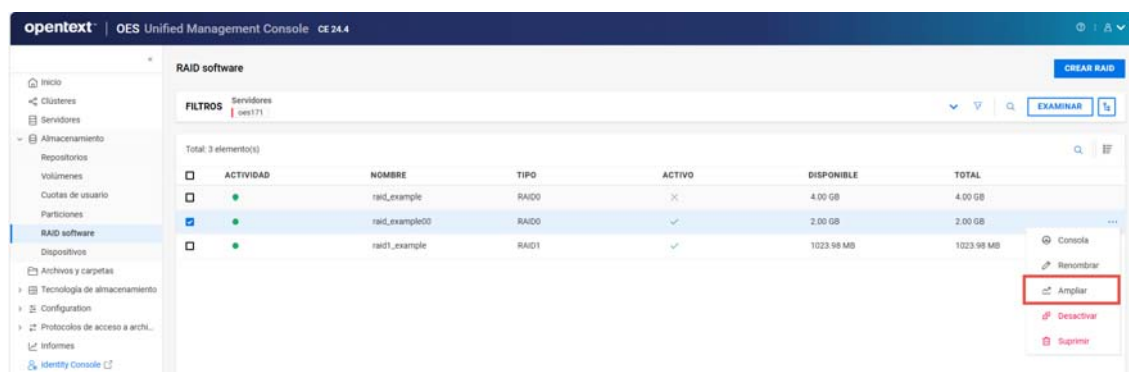 opentext™ | OES Unified Management Console CE 24.4
Inicio
Clústeres
Servidores
Almacenamiento
Repositorios
Volúmenes
Cuotas de usuario
Particiones
RAID software
Dispositivos
Archivos y carpetas
Tecnología de almacenamiento
Configuration
Protocolos de acceso a archi...
Informes
Identity Console
RAID software
CREAR RAID
FILTROS Servidores
oes171
EXAMINAR
Total: 3 elemento(s)
ACTIVIDAD NOMBRE TIPO ACTIVO DISPONIBLE TOTAL
raid_example RAID0 4.00 GB 4.00 GB
raid_example00 RAID0 2.00 GB 2.00 GB
raid1_example RAID1 1023.98 MB 1023.98 MB
Consola
Renombrar
Ampliar
Desactivar
Suprimir